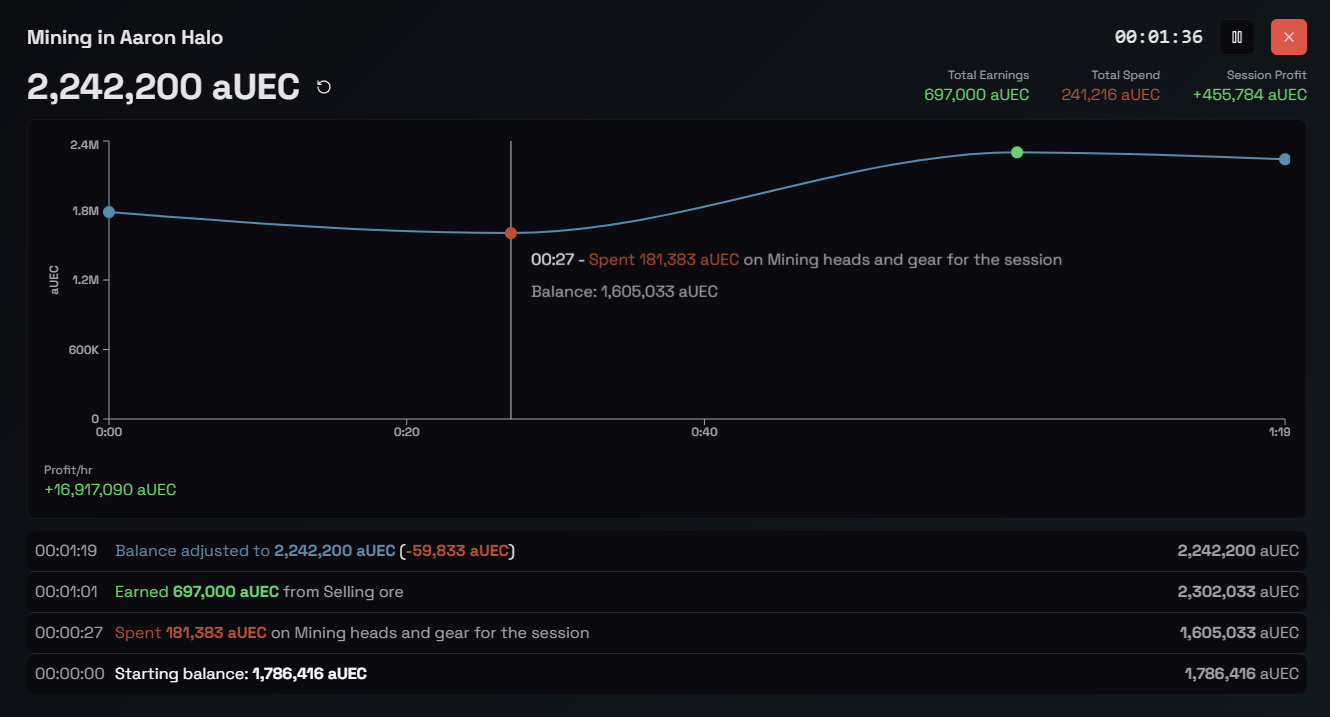 Mining in Aaron Halo
00:01:36
2,242,200 aUEC
Total Earnings
697,000 aUEC
Total Spend
241,216 aUEC
Session Profit
+455,784 aUEC
2.4M
1.8M
1.2M
600K
0
aUEC
00:27 - Spent 181,383 aUEC on Mining heads and gear for the session
Balance: 1,605,033 aUEC
0:00
0:20
0:40
1:19
Profit/hr
+16,917,090 aUEC
00:01:19 Balance adjusted to 2,242,200 aUEC (-59,833 aUEC) 2,242,200 aUEC
00:01:01 Earned 697,000 aUEC from Selling ore 2,302,033 aUEC
00:00:27 Spent 181,383 aUEC on Mining heads and gear for the session 1,605,033 aUEC
00:00:00 Starting balance: 1,786,416 aUEC 1,786,416 aUEC